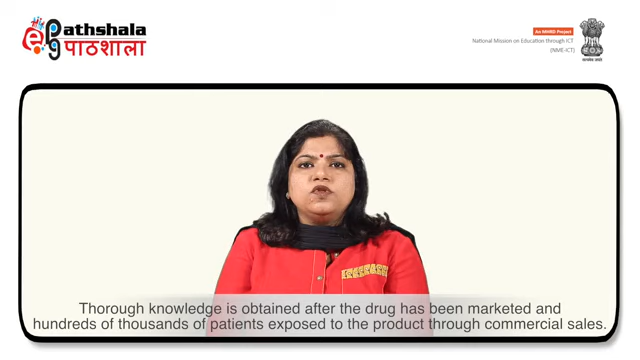 e
Pathshala
pg
पाठशाला
An MHRD Project
National Mission on Education through ICT
(NME-ICT)
Thorough knowledge is obtained after the drug has been marketed and
hundreds of thousands of patients exposed to the product through commercial sales.